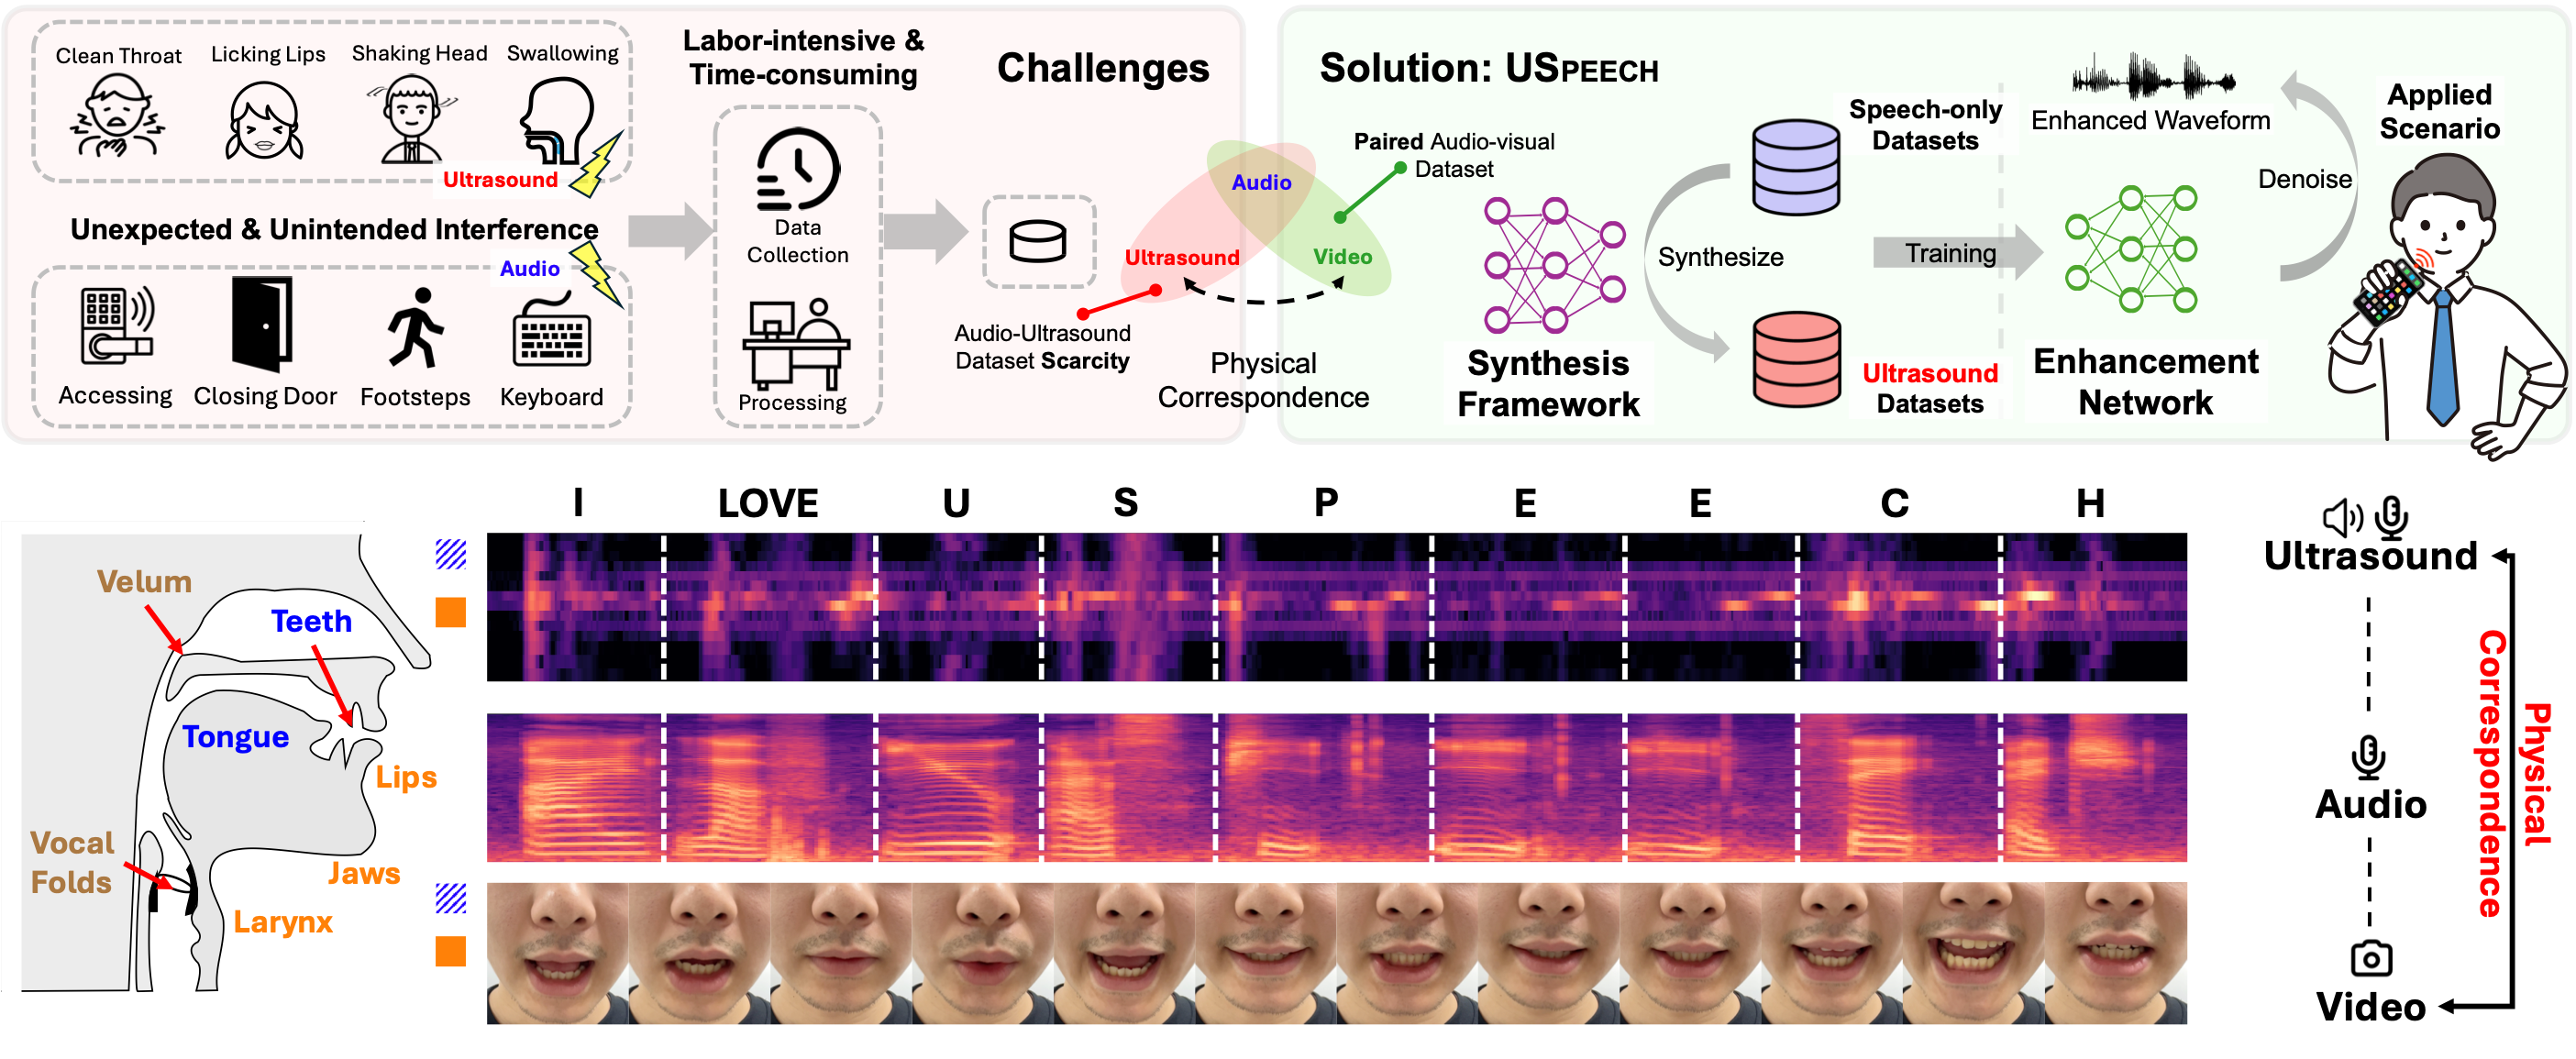 Clean Throat
Licking Lips
Shaking Head
Swallowing
Ultrasound
Unexpected & Unintended Interference
Audio
Accessing
Closing Door
Footsteps
Keyboard
Labor-intensive &
Time-consuming
Data
Collection
Processing
Challenges
Audio-Ultrasound
Dataset Scarcity
Ultrasound
Audio
Video
Physical
Correspondence
Solution: USPEECH
Paired Audio-visual
Dataset
Synthesis
Framework
Synthesize
Speech-only
Datasets
Ultrasound
Datasets
Training
Enhanced Waveform
Enhancement
Network
Denoise
Applied
Scenario
Velum
Teeth
Tongue
Lips
Vocal
Folds
Jaws
Larynx
I LOVE U S P E E C H
Ultrasound
Audio
Video
Physical
Correspondence